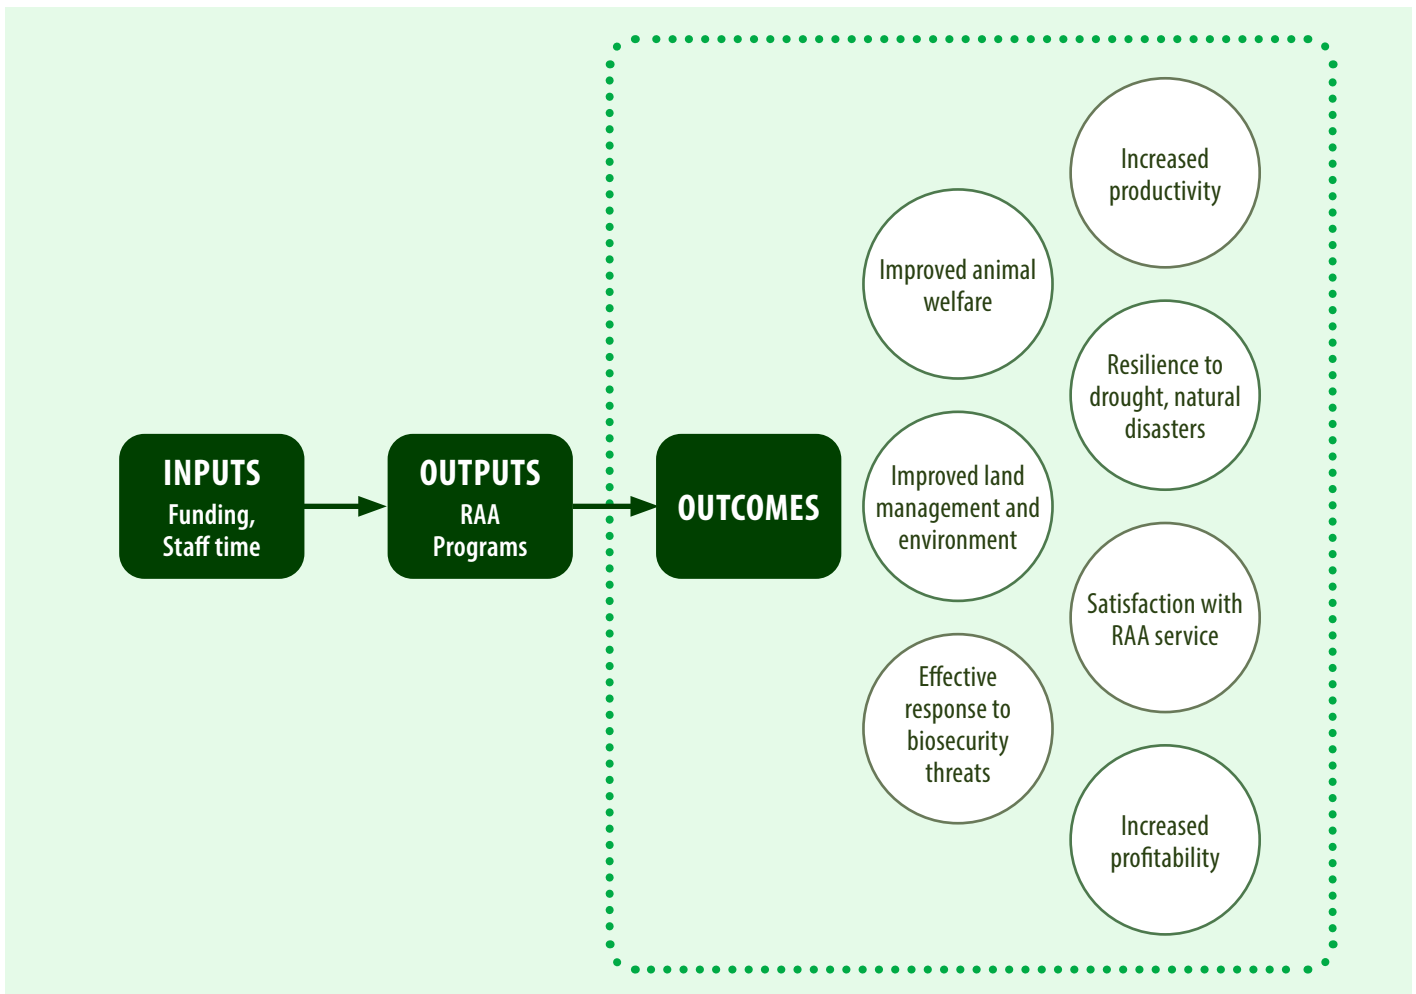 INPUTS
Funding,
Staff time
OUTPUTS
RAA
Programs
OUTCOMES
Improved animal
welfare
Improved land
management and
environment
Effective
response to
biosecurity
threats
Increased
productivity
Resilience to
drought, natural
disasters
Satisfaction with
RAA service
Increased
profitability